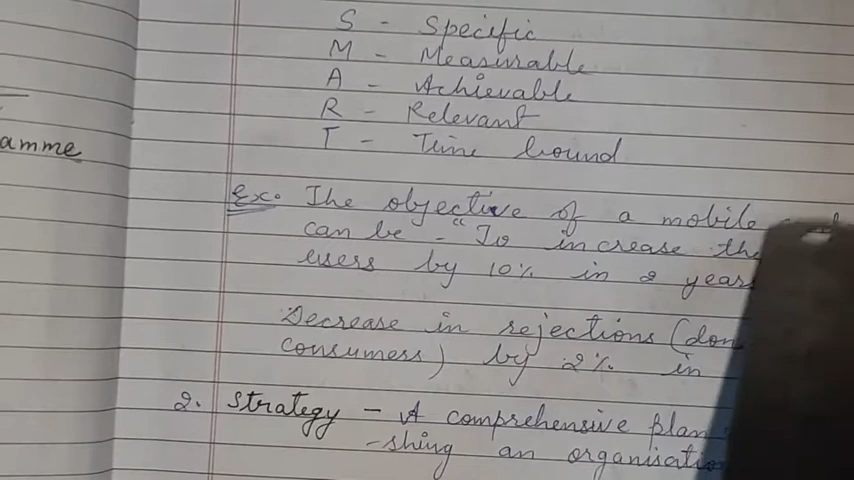 amme
S - Specific
M - Measurable
A - Achievable
R - Relevant
T - Time bound
Ex. The objective of a mobile
can be - "To increase the
users by 10% in 2 years
Decrease in rejections (don
consumers) by 2% in
2. Strategy - A comprehensive plan
-shing an organisatio